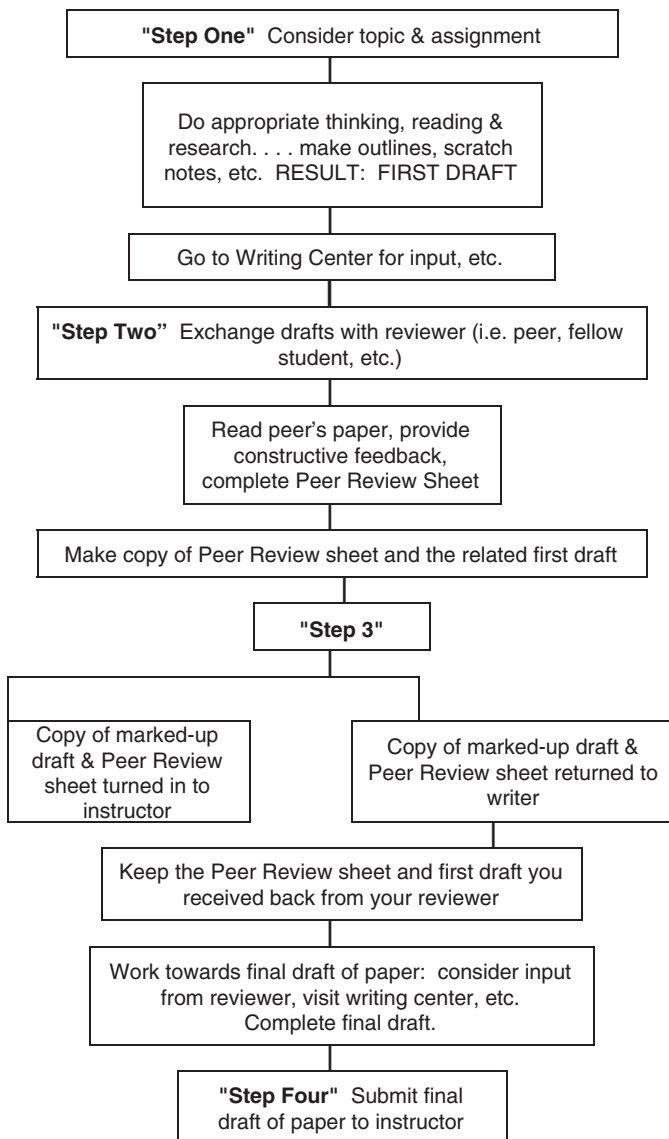 "Step One" Consider topic & assignment
Do appropriate thinking, reading &
research. . . . make outlines, scratch
notes, etc. RESULT: FIRST DRAFT
Go to Writing Center for input, etc.
"Step Two” Exchange drafts with reviewer (i.e. peer, fellow
student, etc.)
Read peer’s paper, provide
constructive feedback,
complete Peer Review Sheet
Make copy of Peer Review sheet and the related first draft
"Step 3"
Copy of marked-up
draft & Peer Review
sheet turned in to
instructor
Copy of marked-up draft &
Peer Review sheet returned to
writer
Keep the Peer Review sheet and first draft you
received back from your reviewer
Work towards final draft of paper: consider input
from reviewer, visit writing center, etc.
Complete final draft.
"Step Four" Submit final
draft of paper to instructor